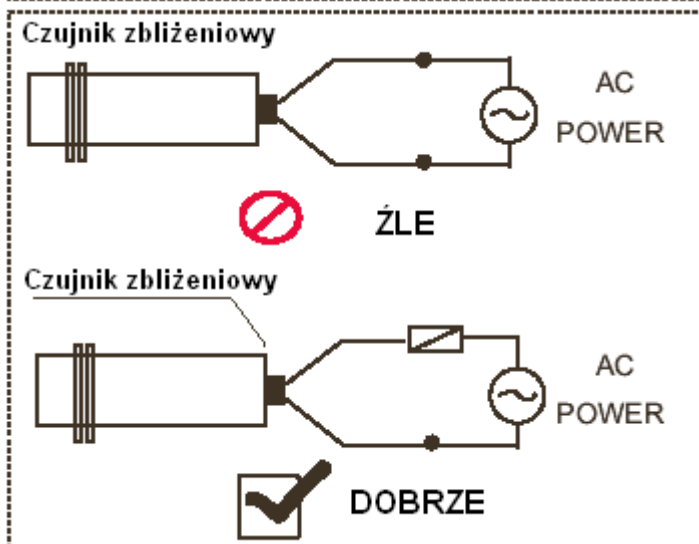 Czujnik zbliżeniowy
AC
POWER
ŹLE
Czujnik zbliżeniowy
AC
POWER
DOBRZE